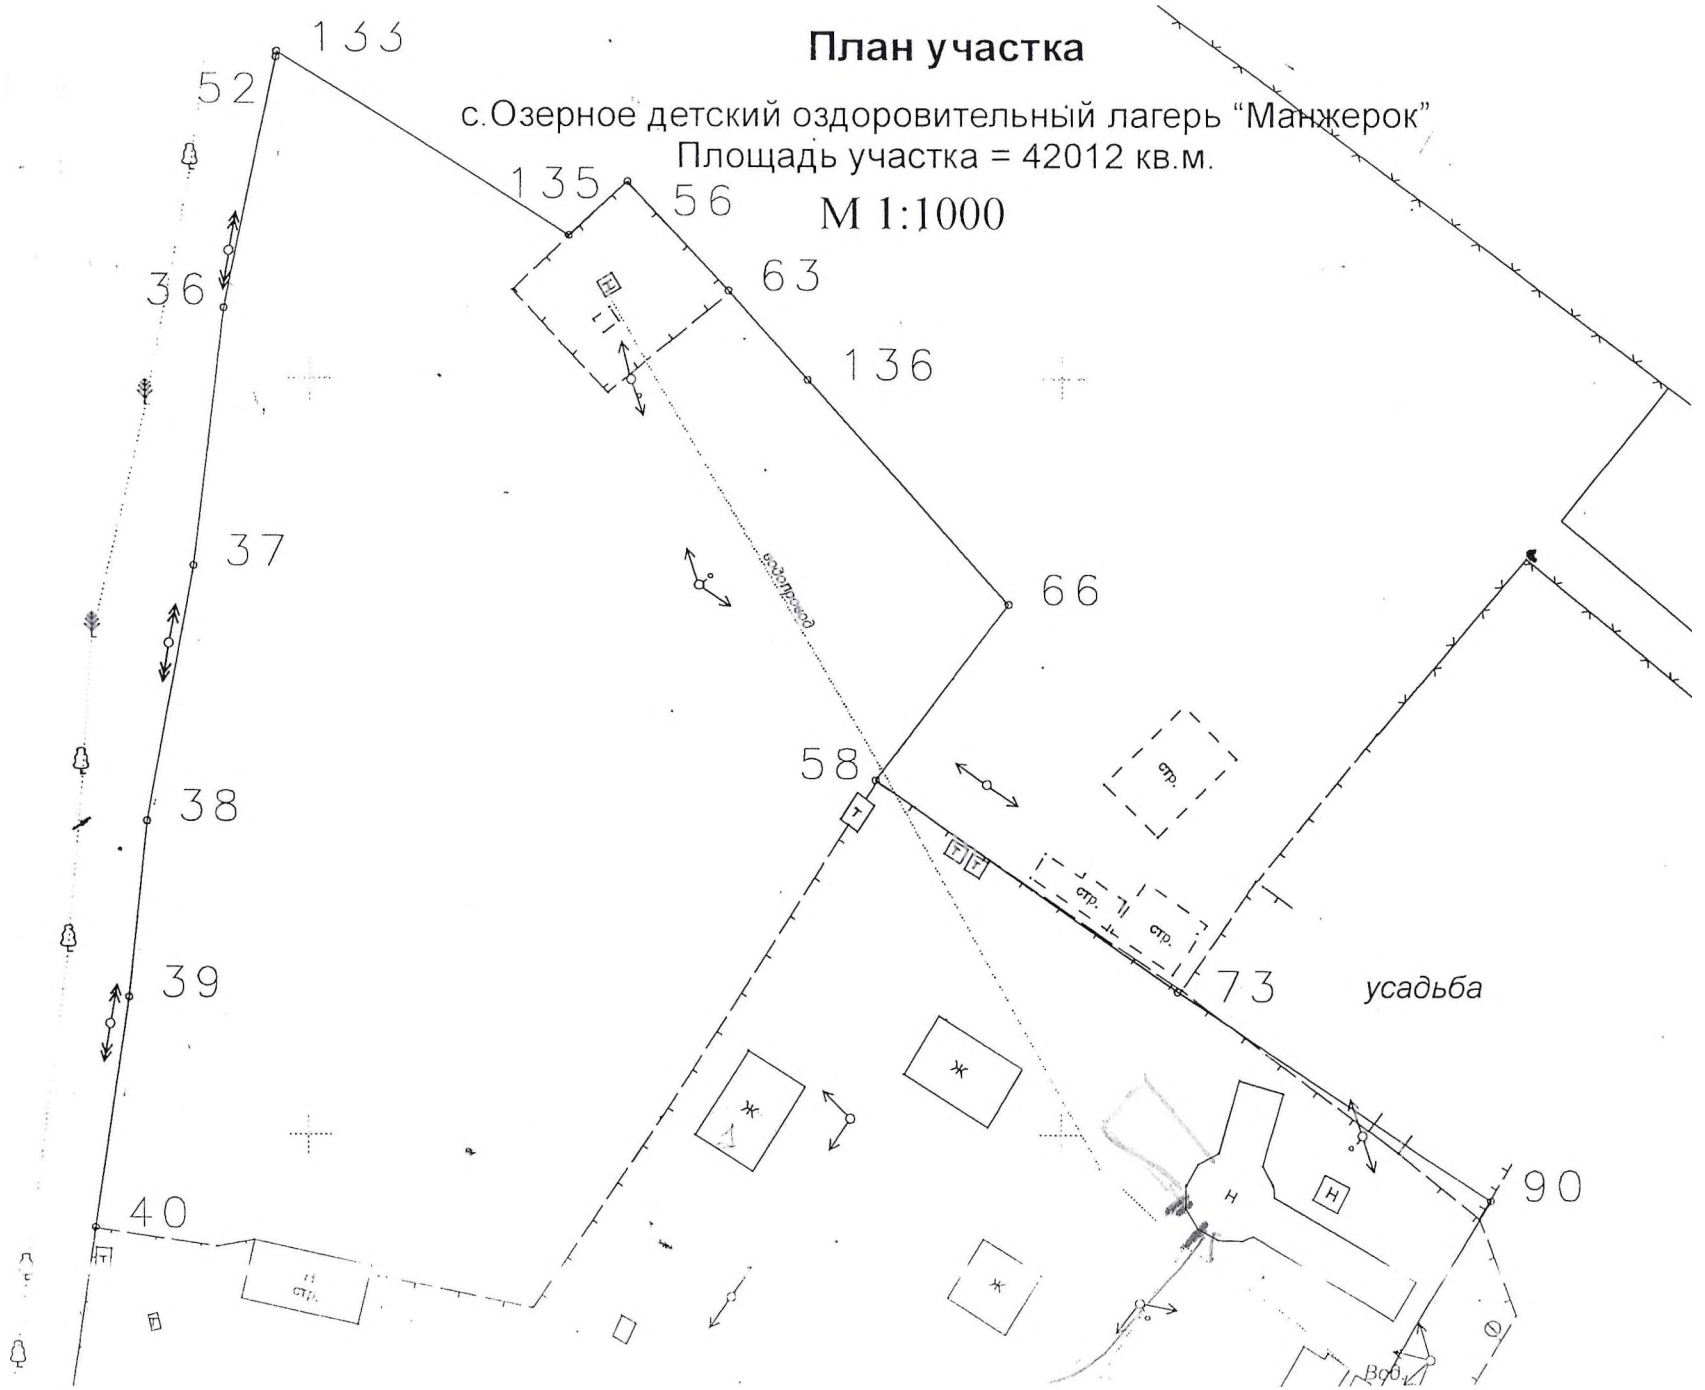 План участка
с.Озерное детский оздоровительный лагерь “Манжерок”
Площадь участка = 42012 кв.м.
М 1:1000
133
52
135
56
36
63
136
37
водопровод
66
58
стр.
Т
Т Т
38
стр.
стр.
39
73
усадьба
Ж
Ж
Н
Н
90
40
Т
Н
стр.
Ж
Т
Вод.